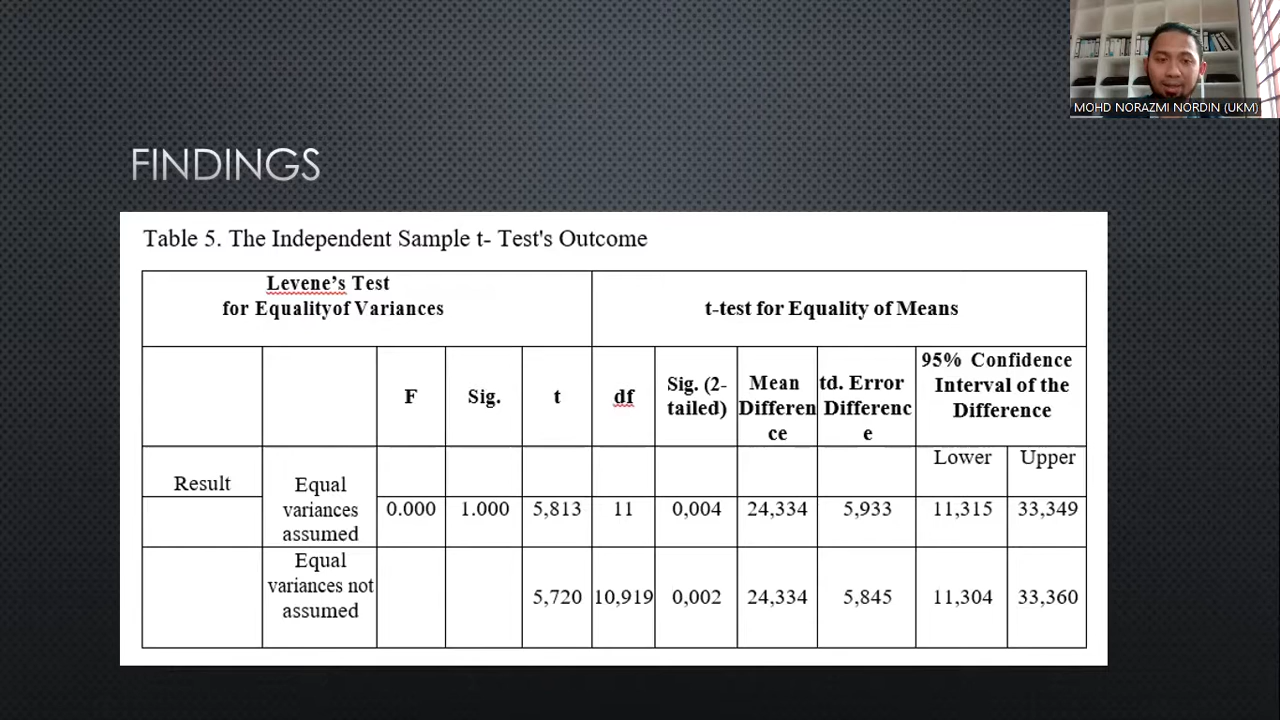 MOHD NORAZMI NORDIN (UKM)
FINDINGS
Table 5. The Independent Sample t- Test's Outcome
Levene's Test
for Equalityof Variances
t-test for Equality of Means
F
Sig.
t
df
Sig. (2-
tailed)
Mean
Differen
ce
td. Error
Differenc
e
95% Confidence
Interval of the
Difference
Lower
Upper
Result
Equal
variances
assumed
0.000
1.000
5,813
11
0,004
24,334
5,933
11,315
33,349
Equal
variances not
assumed
5,720
10,919
0,002
24,334
5,845
11,304
33,360